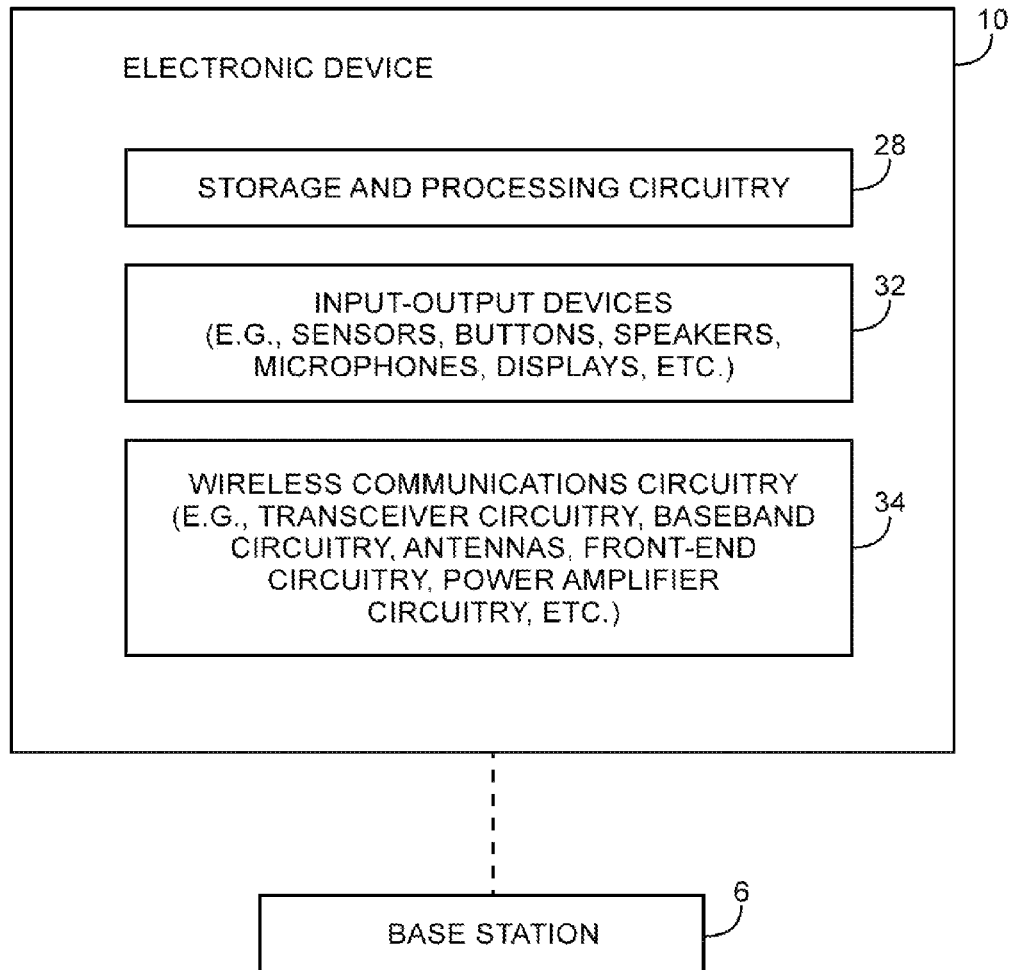 10
ELECTRONIC DEVICE
28
STORAGE AND PROCESSING CIRCUITRY
32
INPUT-OUTPUT DEVICES
(E.G., SENSORS, BUTTONS, SPEAKERS,
MICROPHONES, DISPLAYS, ETC.)
WIRELESS COMMUNICATIONS CIRCUITRY
(E.G., TRANSCEIVER CIRCUITRY, BASEBAND
CIRCUITRY, ANTENNAS, FRONT-END
CIRCUITRY, POWER AMPLIFIER
CIRCUITRY, ETC.)
34
6
BASE STATION